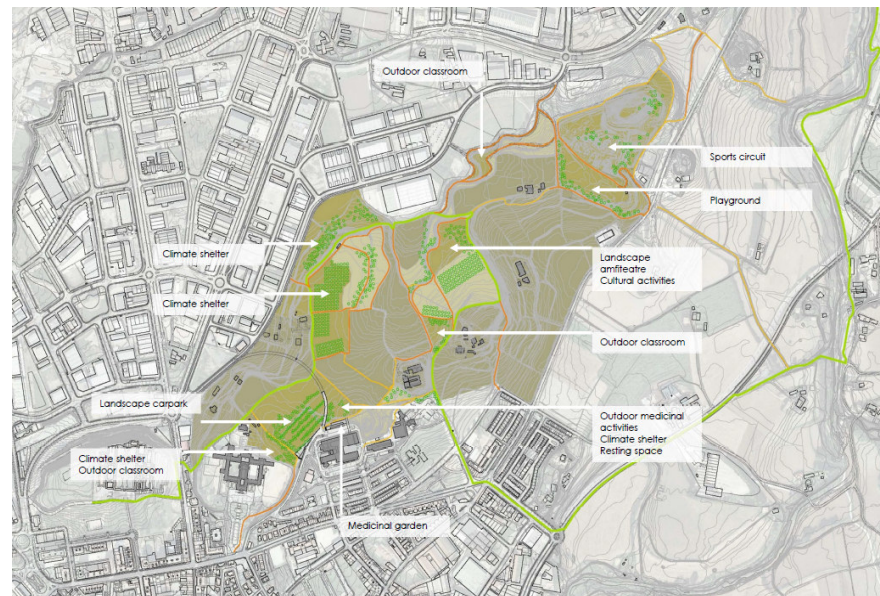 Outdoor classroom
Sports circuit
Playground
Climate shelter
Landscape
amfiteatre
Cultural activities
Climate shelter
Outdoor classroom
Landscape carpark
Outdoor medicinal
activities
Climate shelter
Resting space
Climate shelter
Outdoor classroom
Medicinal garden